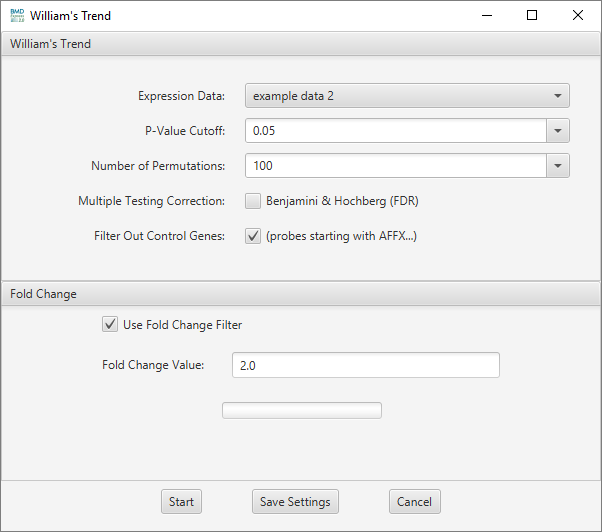 BMD
William's Trend
William's Trend
Expression Data: example data 2
P-Value Cutoff: 0.05
Number of Permutations: 100
Multiple Testing Correction: Benjamini & Hochberg (FDR)
Filter Out Control Genes: (probes starting with AFFX...)
Fold Change
Use Fold Change Filter
Fold Change Value: 2.0
Start Save Settings Cancel